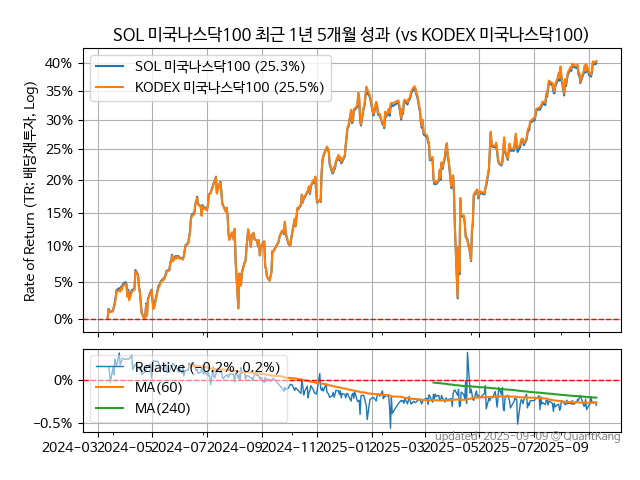 SOL 미국나스닥100 최근 1년 5개월 성과 (vs KODEX 미국나스닥100)
SOL 미국나스닥100 (25.3%)
KODEX 미국나스닥100 (25.5%)
Rate of Return (TR: 배당재투자, Log)
40%
35%
30%
25%
20%
15%
10%
5%
0%
Relative (−0.2%, 0.2%)
MA(60)
MA(240)
0%
−0.5%
2024−03 2024−05 2024−07 2024−09 2024−11 2025−01 2025−03 2025−05 2025−07 2025−09
updated: 2025−09−09 © QuantKang